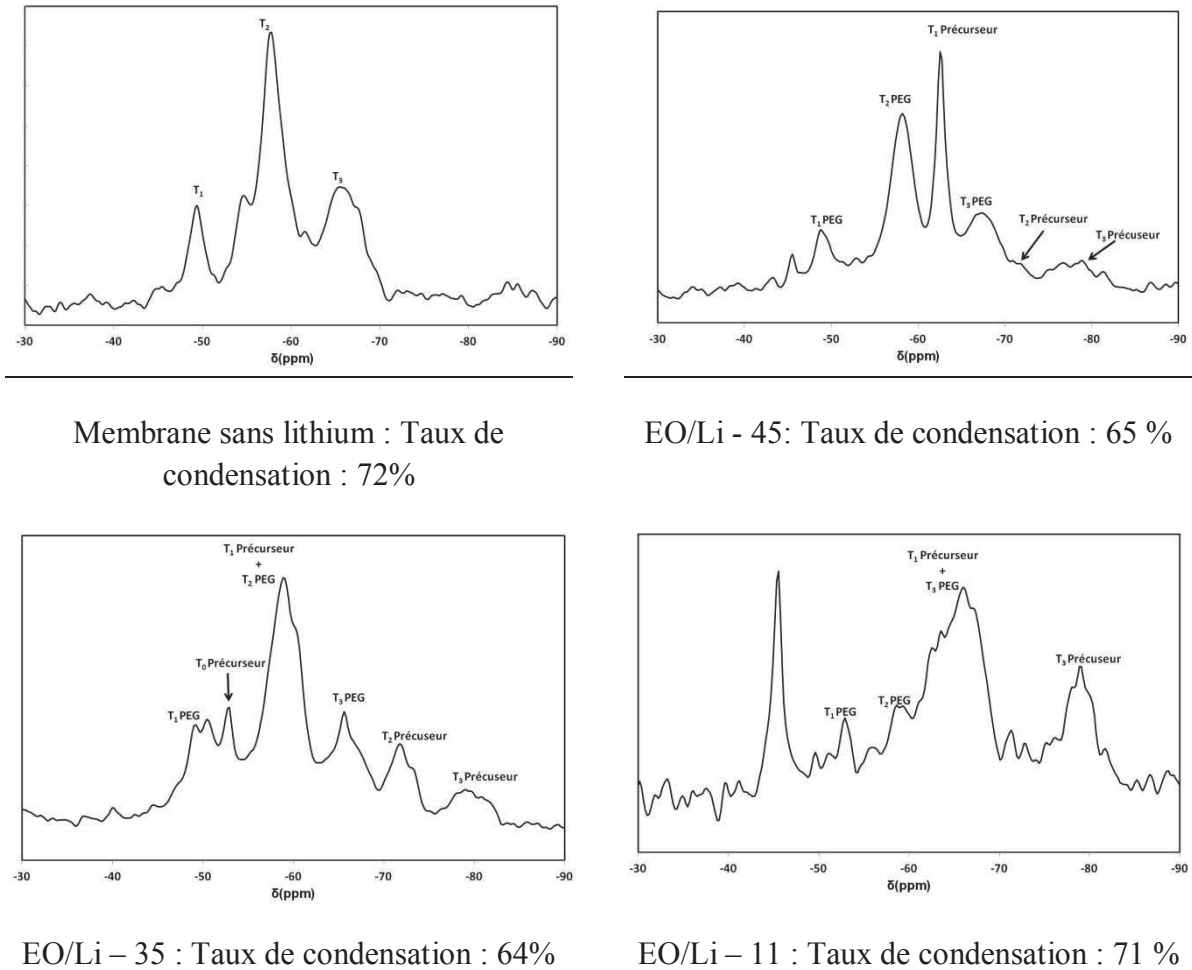 T₂
T₁
T₃
-30 -40 -50 -60 -70 -80 -90
δ(ppm)
T₁ Précurseur
T₂ PEG
T₃ PEG
T₁ PEG
T₂ Précurseur
T₃ Précuseur
-30 -40 -50 -60 -70 -80 -90
δ(ppm)
Membrane sans lithium : Taux de
condensation : 72%
EO/Li - 45: Taux de condensation : 65 %
T₁ Précurseur
+
T₂ PEG
T₀ Précurseur
T₁ PEG
T₃ PEG
T₂ Précuseur
T₃ Précuseur
-30 -40 -50 -60 -70 -80 -90
δ(ppm)
T₁ Précurseur
+
T₃ PEG
T₃ Précuseur
T₂ PEG
T₁ PEG
-30 -40 -50 -60 -70 -80 -90
δ(ppm)
EO/Li – 35 : Taux de condensation : 64%
EO/Li – 11 : Taux de condensation : 71 %